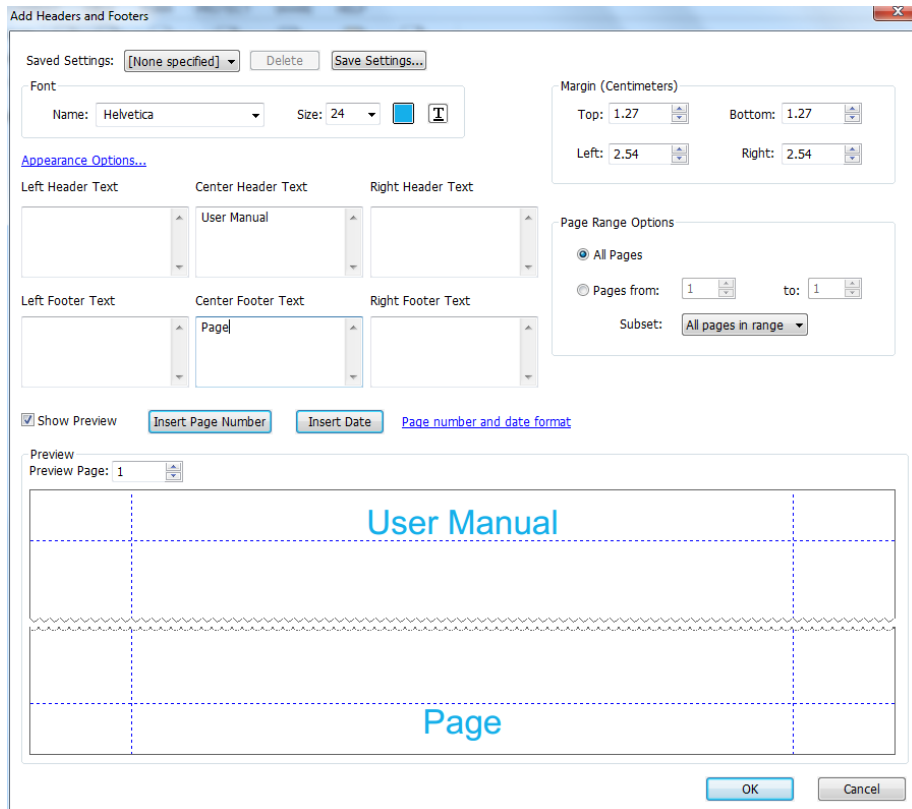 Add Headers and Footers
Saved Settings: [None specified] Delete Save Settings...
Font
Name: Helvetica Size: 24 T
Margin (Centimeters)
Top: 1.27 Bottom: 1.27
Left: 2.54 Right: 2.54
Appearance Options...
Left Header Text Center Header Text Right Header Text
User Manual
Page Range Options
All Pages
Pages from: 1 to: 1
Subset: All pages in range
Left Footer Text Center Footer Text Right Footer Text
Page
Show Preview Insert Page Number Insert Date Page number and date format
Preview
Preview Page: 1
User Manual
Page
OK Cancel